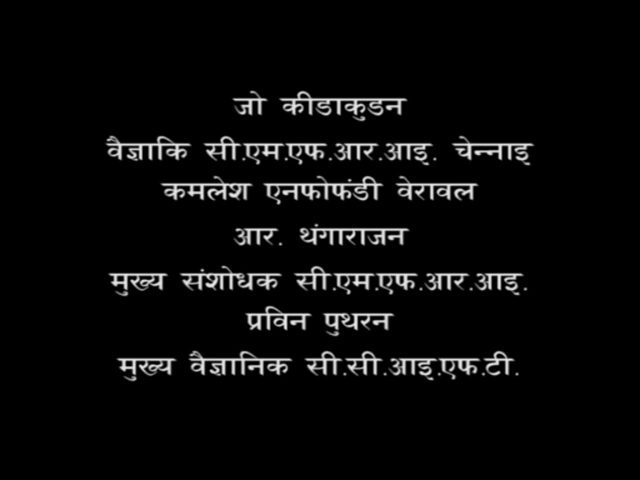 जो कीडाकुडन
वैज्ञाकि सी.एम.एफ.आर.आइ. चेन्नाइ
कमलेश एनफोफंडी वेरावल
आर. थंगाराजन
मुख्य संशोधक सी.एम.एफ.आर.आइ.
प्रविन पुथरन
मुख्य वैज्ञानिक सी.सी.आइ.एफ.टी.